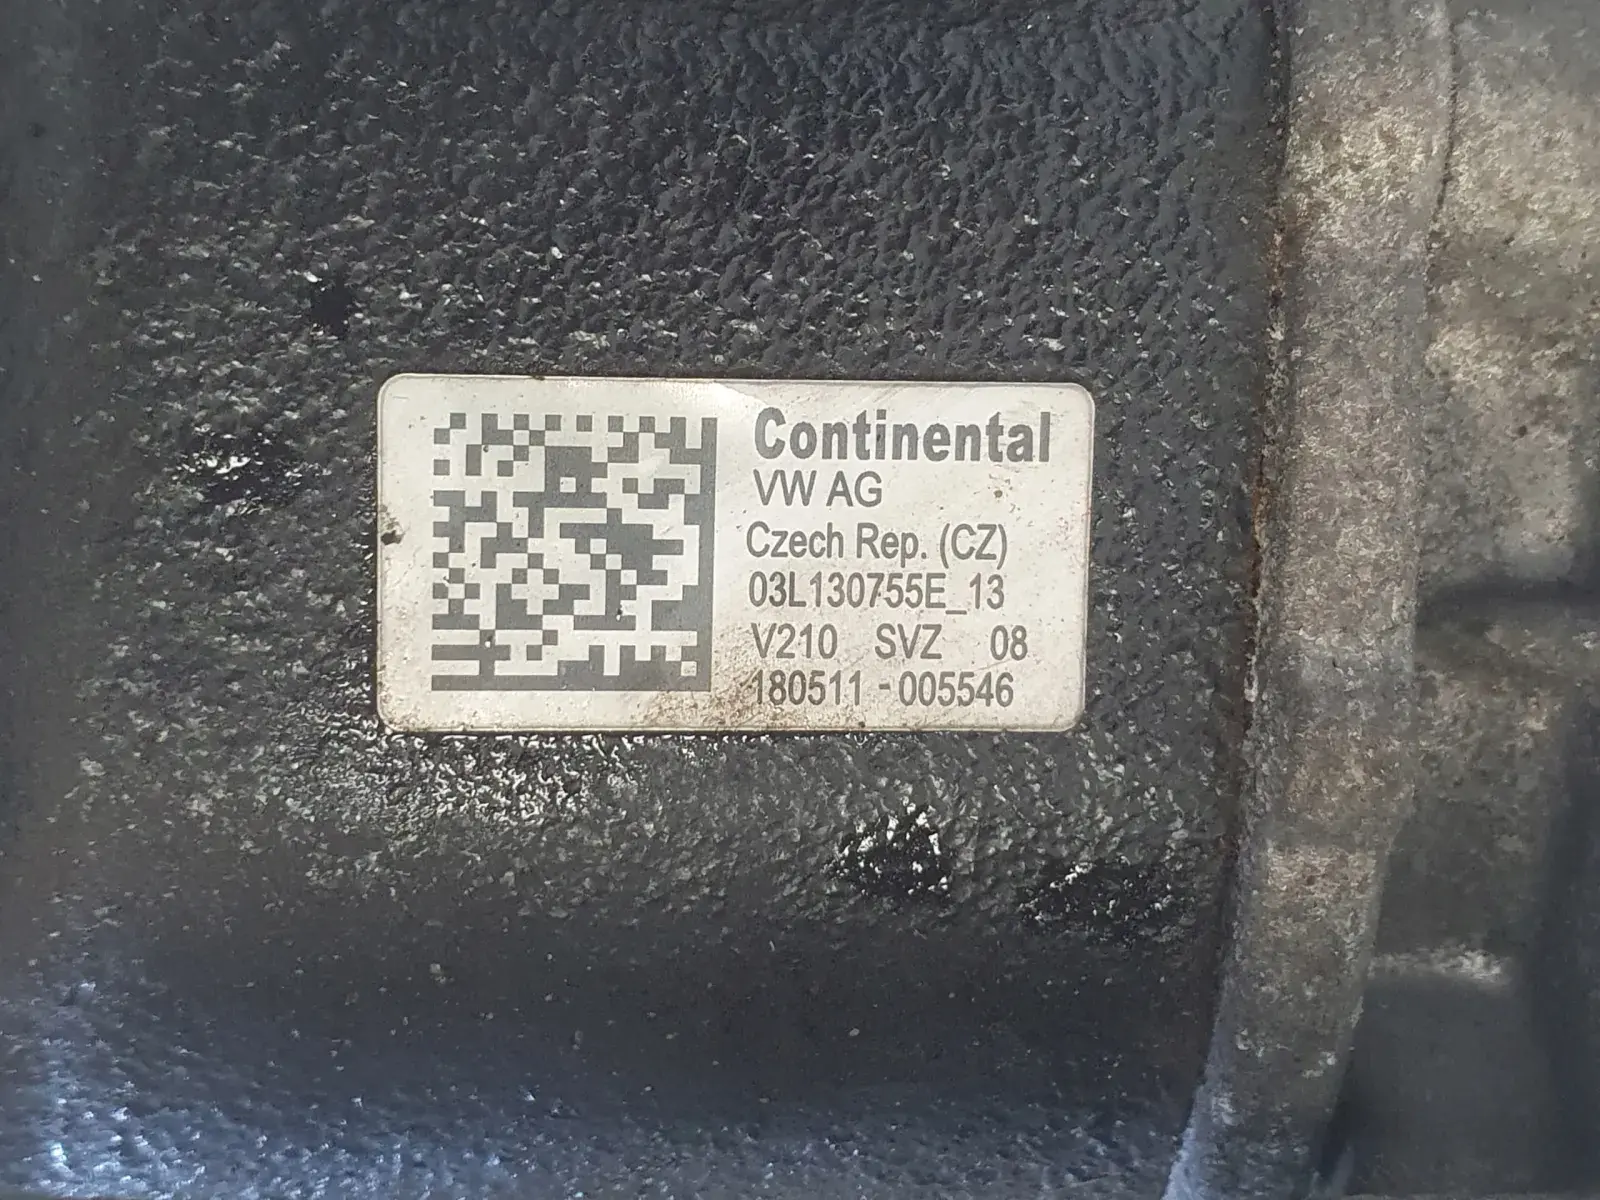 Continental
VW AG
Czech Rep. (CZ)
03L130755E_13
V210 SVZ 08
180511-005546